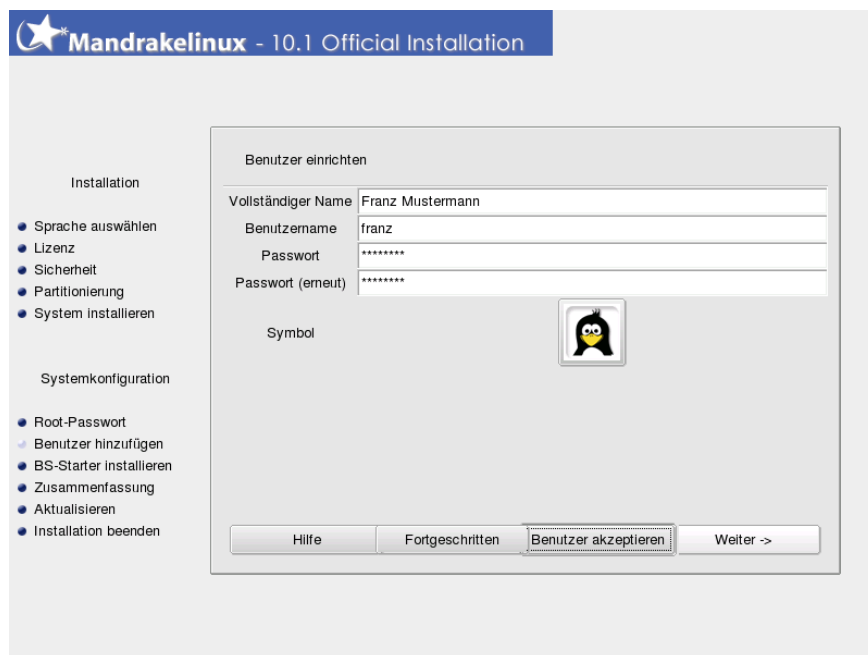 Mandrakelinux - 10.1 Official Installation
Installation
Sprache auswählen
Lizenz
Sicherheit
Partitionierung
System installieren
Systemkonfiguration
Root-Passwort
Benutzer hinzufügen
BS-Starter installieren
Zusammenfassung
Aktualisieren
Installation beenden
Benutzer einrichten
Vollständiger Name Franz Mustermann
Benutzername franz
Passwort ********
Passwort (erneut) ********
Symbol
Hilfe Fortgeschritten Benutzer akzeptieren Weiter ->